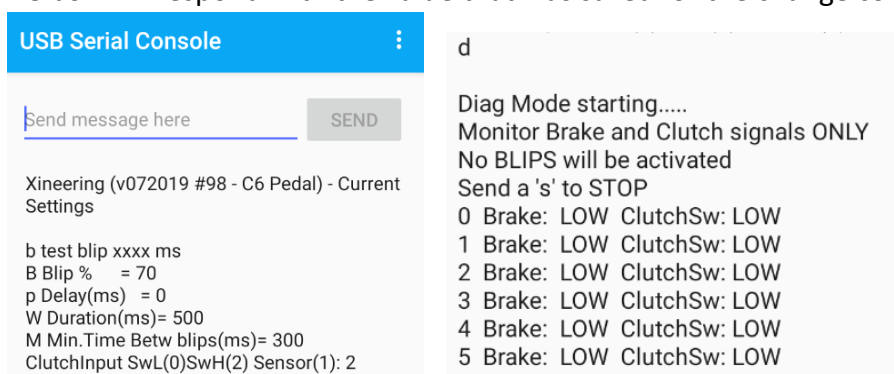 USB Serial Console
Send message here
SEND
Xineering (v072019 #98 - C6 Pedal) - Current
Settings
b test blip xxxx ms
B Blip % = 70
p Delay(ms) = 0
W Duration(ms)= 500
M Min.Time Betw blips(ms)= 300
ClutchInput SwL(0)SwH(2) Sensor(1): 2
d
Diag Mode starting.....
Monitor Brake and Clutch signals ONLY
No BLIPS will be activated
Send a 's' to STOP
0 Brake: LOW ClutchSw: LOW
1 Brake: LOW ClutchSw: LOW
2 Brake: LOW ClutchSw: LOW
3 Brake: LOW ClutchSw: LOW
4 Brake: LOW ClutchSw: LOW
5 Brake: LOW ClutchSw: LOW